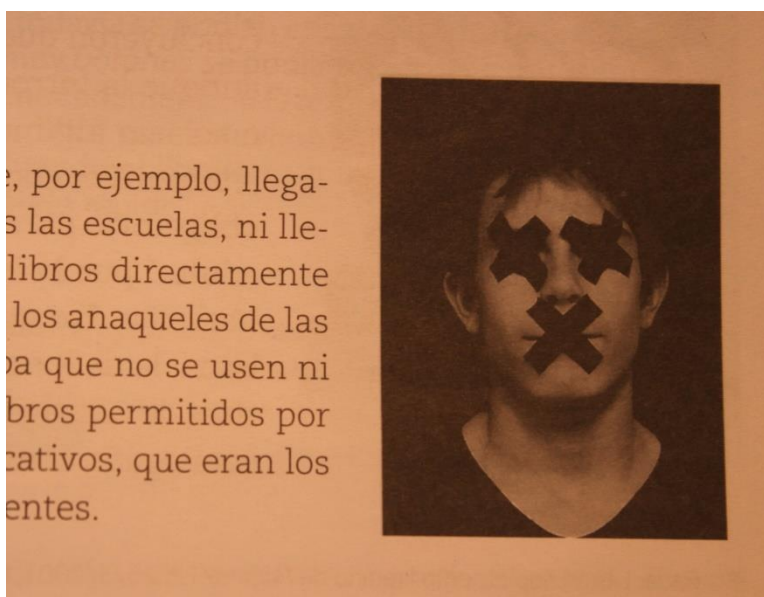 por ejemplo, llega-
las escuelas, ni lle-
libros directamente
los anaqueles de las
que no se usen ni
bros permitidos por
cativos, que eran los
entes.